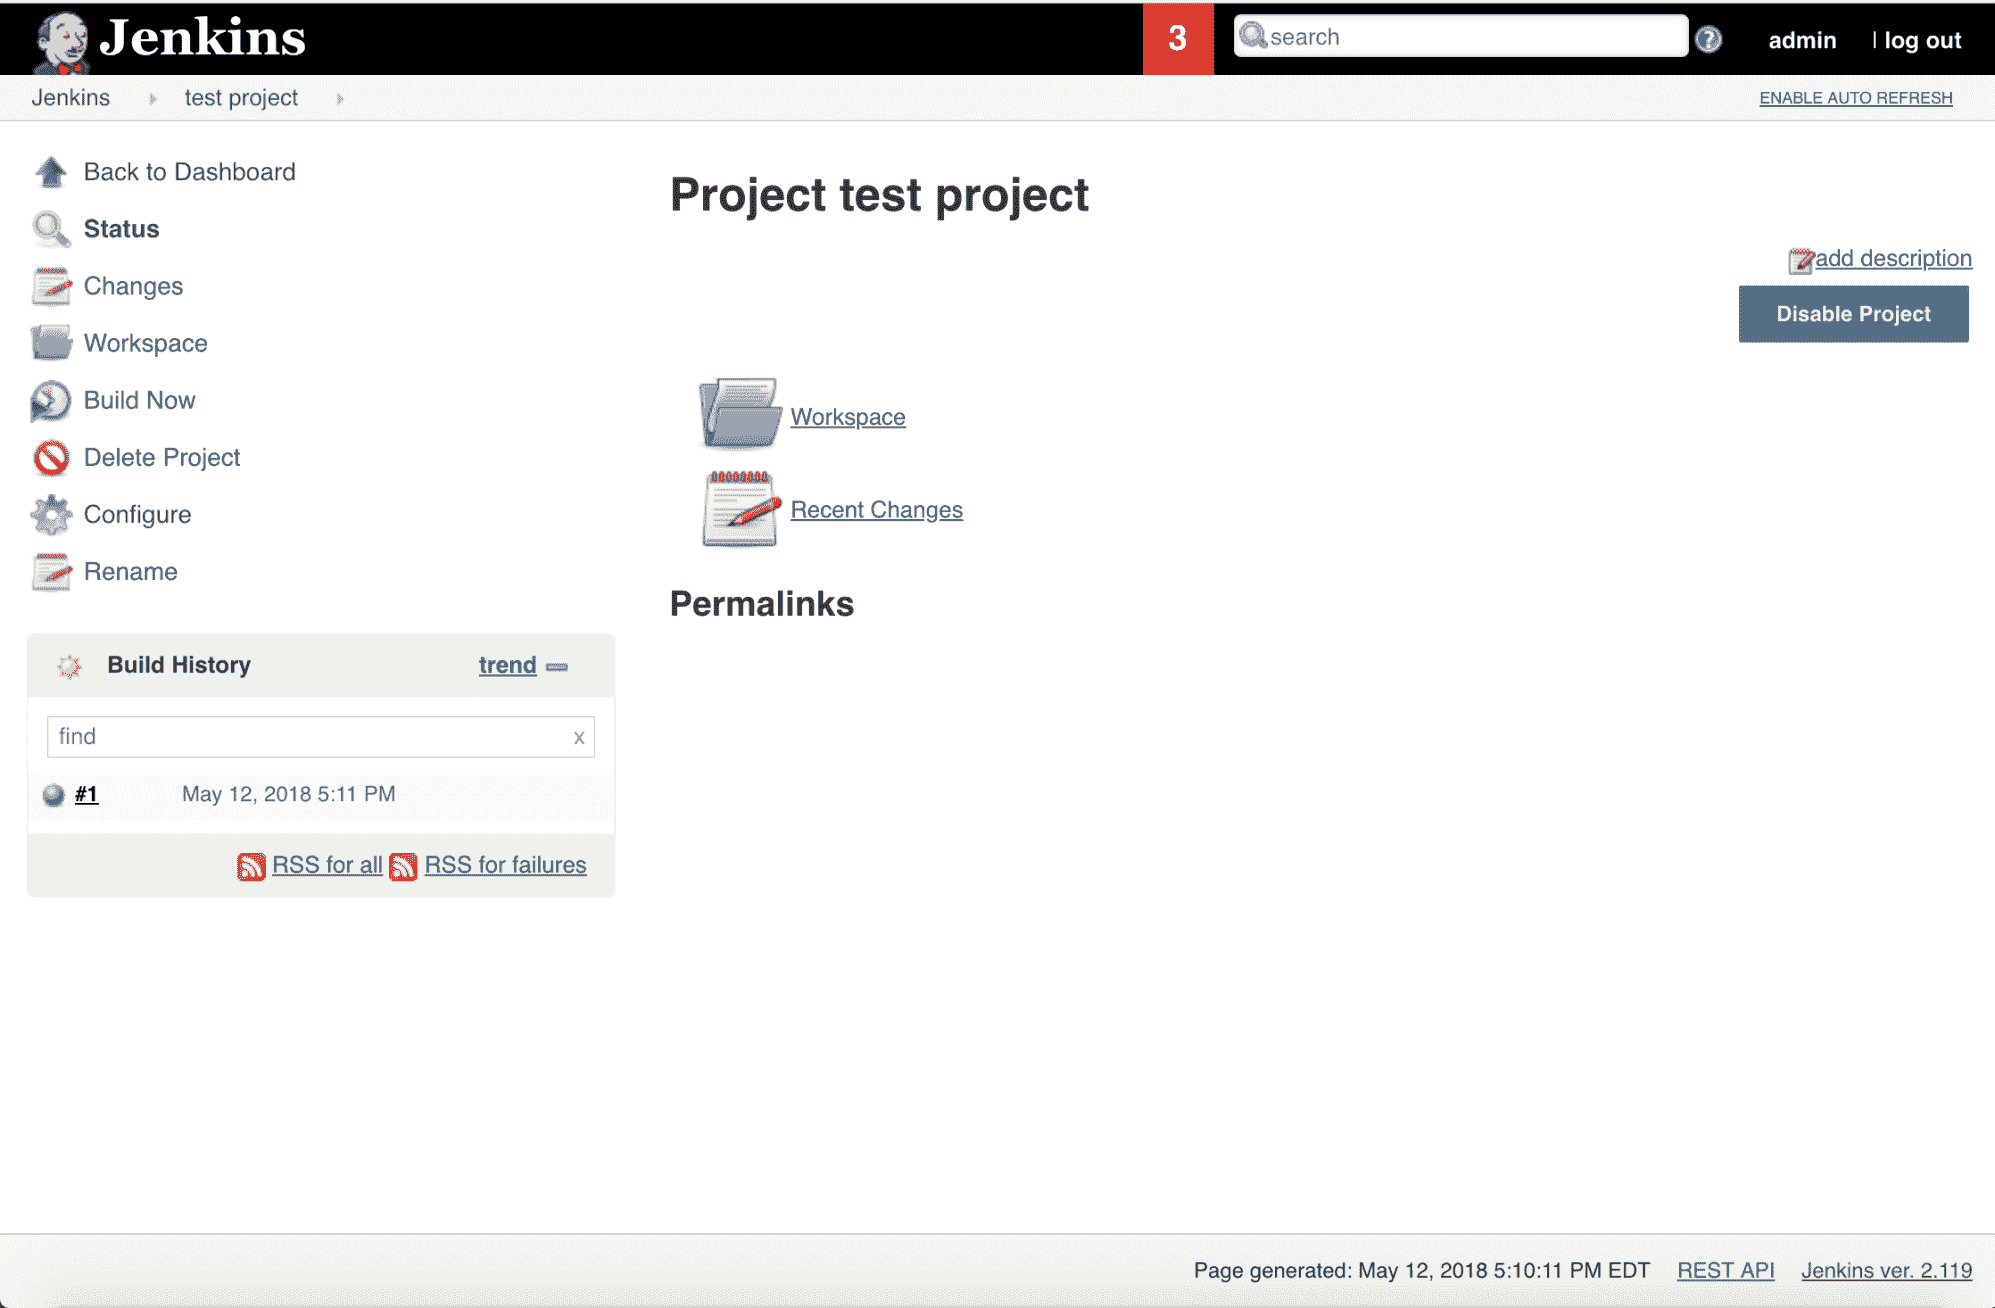 Jenkins
3
search
admin
| log out
Jenkins
test project
ENABLE AUTO REFRESH
Back to Dashboard
Status
Changes
Workspace
Build Now
Delete Project
Configure
Rename
Build History
trend
find
x
#1
May 12, 2018 5:11 PM
RSS for all
RSS for failures
Project test project
add description
Disable Project
Workspace
Recent Changes
Permalinks
Page generated: May 12, 2018 5:10:11 PM EDT
REST API
Jenkins ver. 2.119